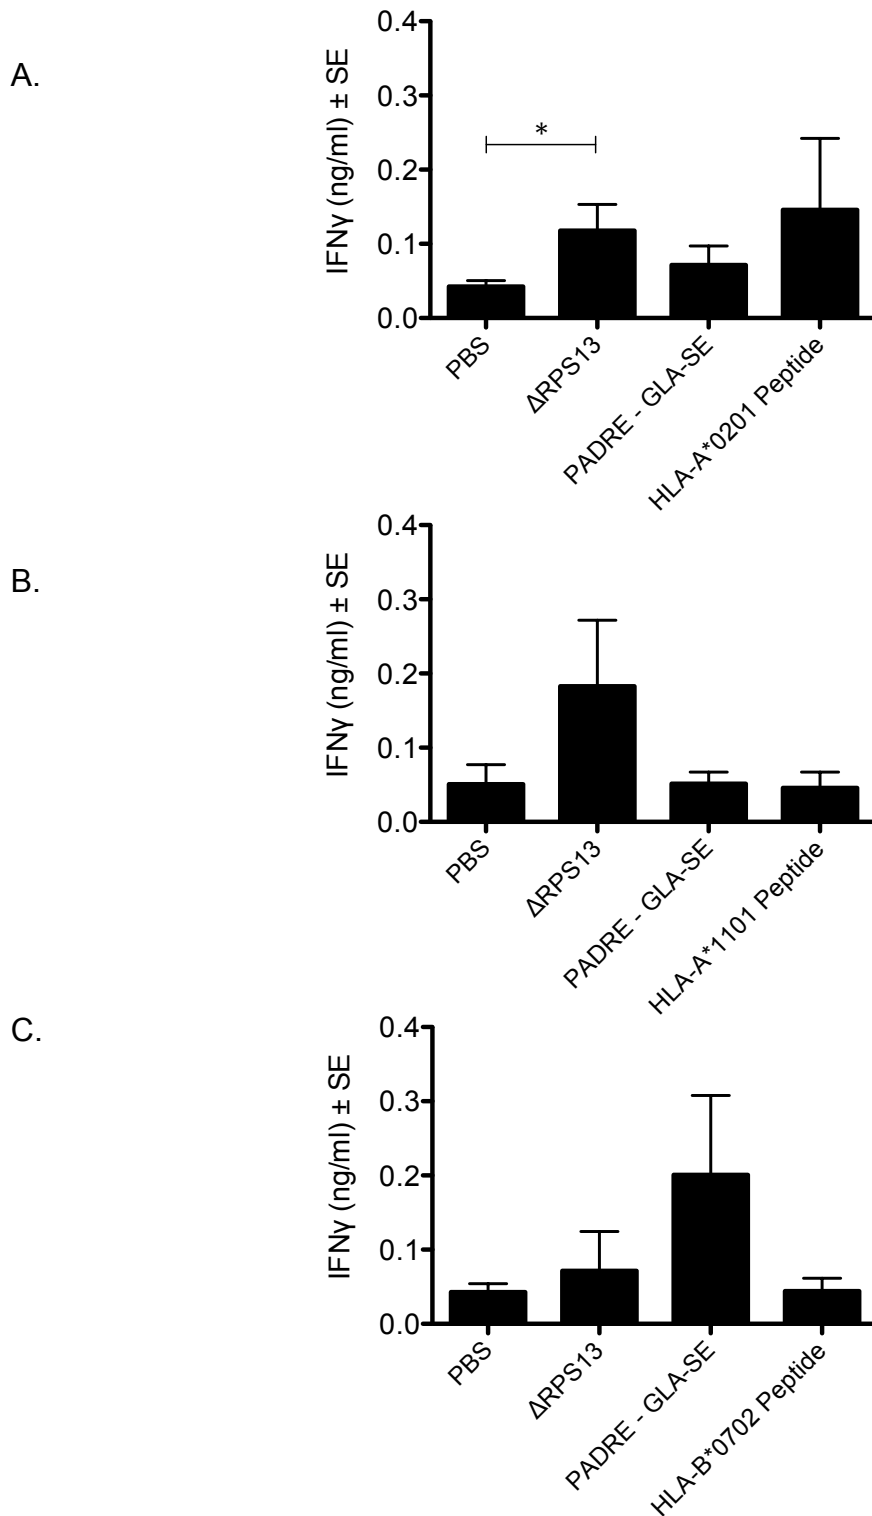 A.
IFNγ (ng/ml) ± SE
0.4
0.3
0.2
0.1
0.0
*
PBS
ΔRPS13
PADRE - GLA-SE
HLA-A*0201 Peptide
B.
IFNγ (ng/ml) ± SE
0.4
0.3
0.2
0.1
0.0
PBS
ΔRPS13
PADRE - GLA-SE
HLA-A*1101 Peptide
C.
IFNγ (ng/ml) ± SE
0.4
0.3
0.2
0.1
0.0
PBS
ΔRPS13
PADRE - GLA-SE
HLA-B*0702 Peptide